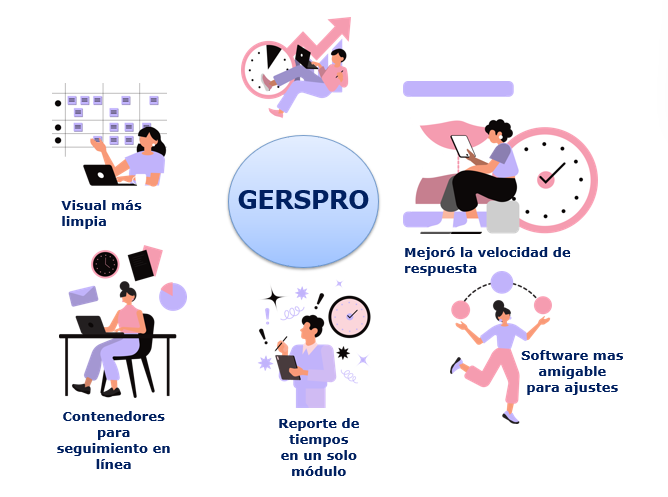 GERSPRO
Visual más
limpia
Mejoró la velocidad de
respuesta
Contenedores
para
seguimiento en
línea
Reporte de
tiempos
en un solo
módulo
Software mas
amigable
para ajustes